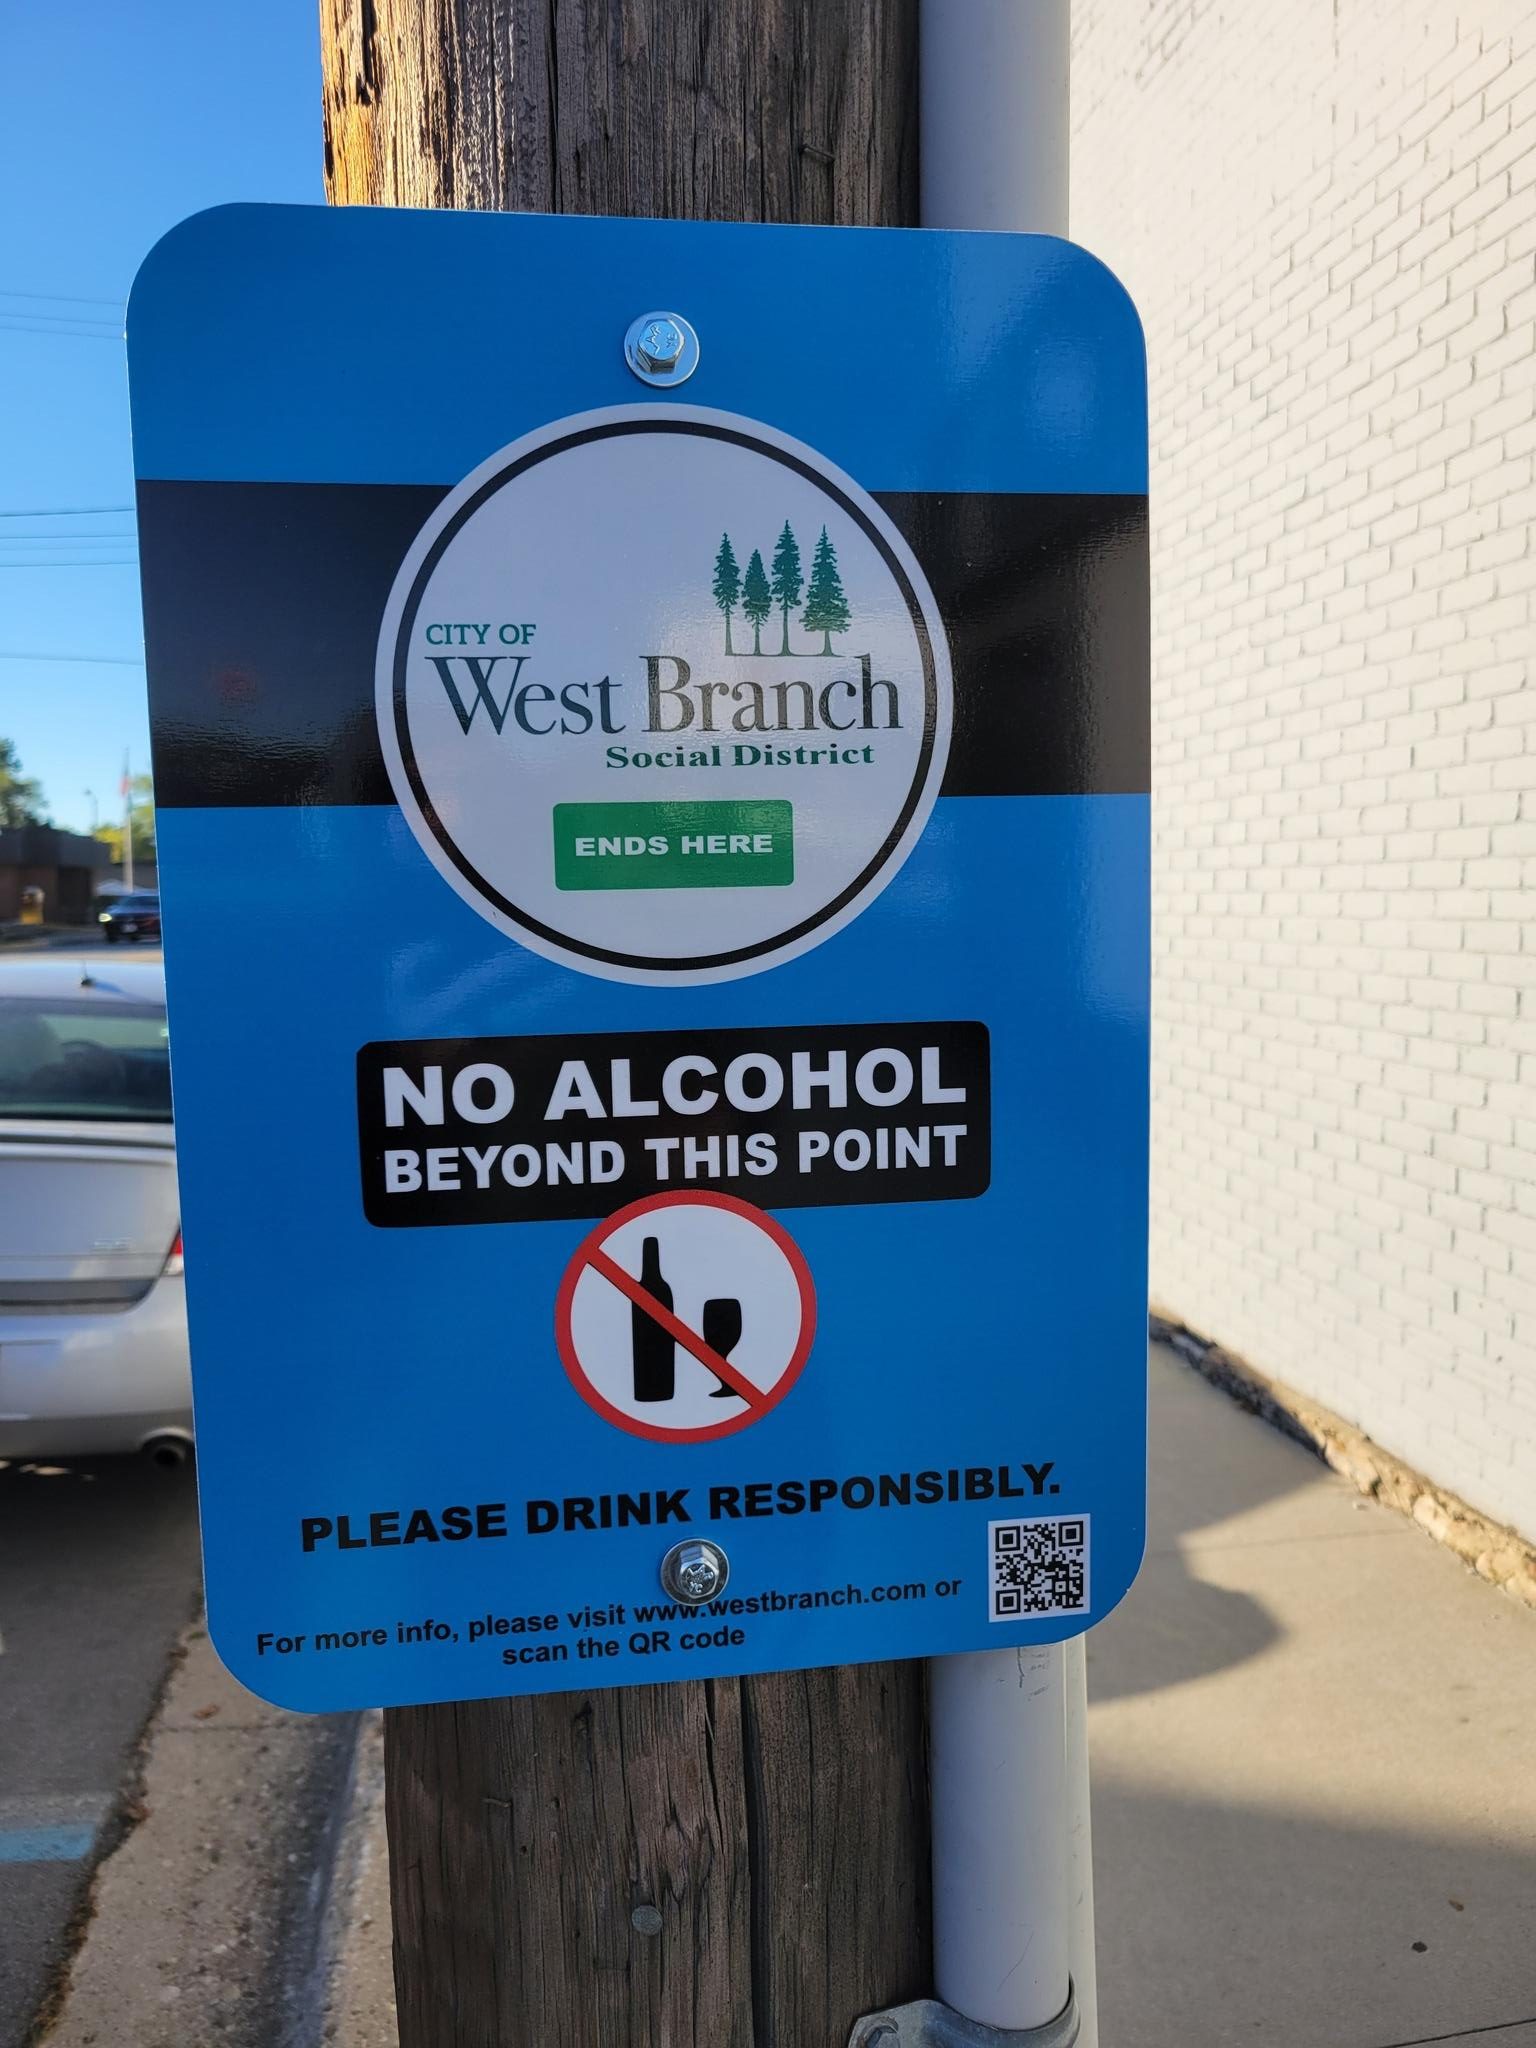 CITY OF
West Branch
Social District
ENDS HERE
NO ALCOHOL
BEYOND THIS POINT
PLEASE DRINK RESPONSIBLY.
For more info, please visit www.westbranch.com or
scan the QR code